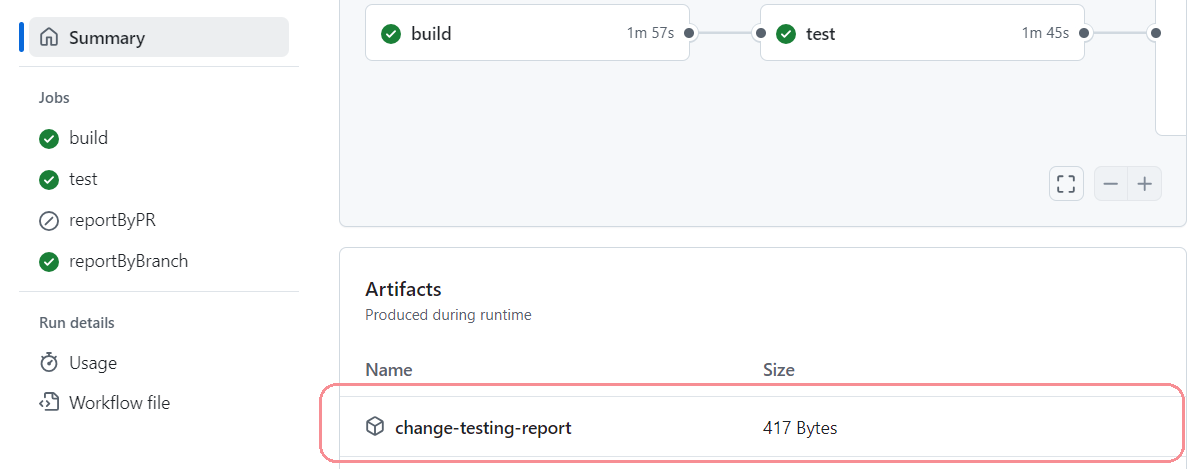 Summary
Jobs
build
test
reportByPR
reportByBranch
Run details
Usage
Workflow file
build 1m 57s
test 1m 45s
Artifacts
Produced during runtime
Name Size
change-testing-report 417 Bytes